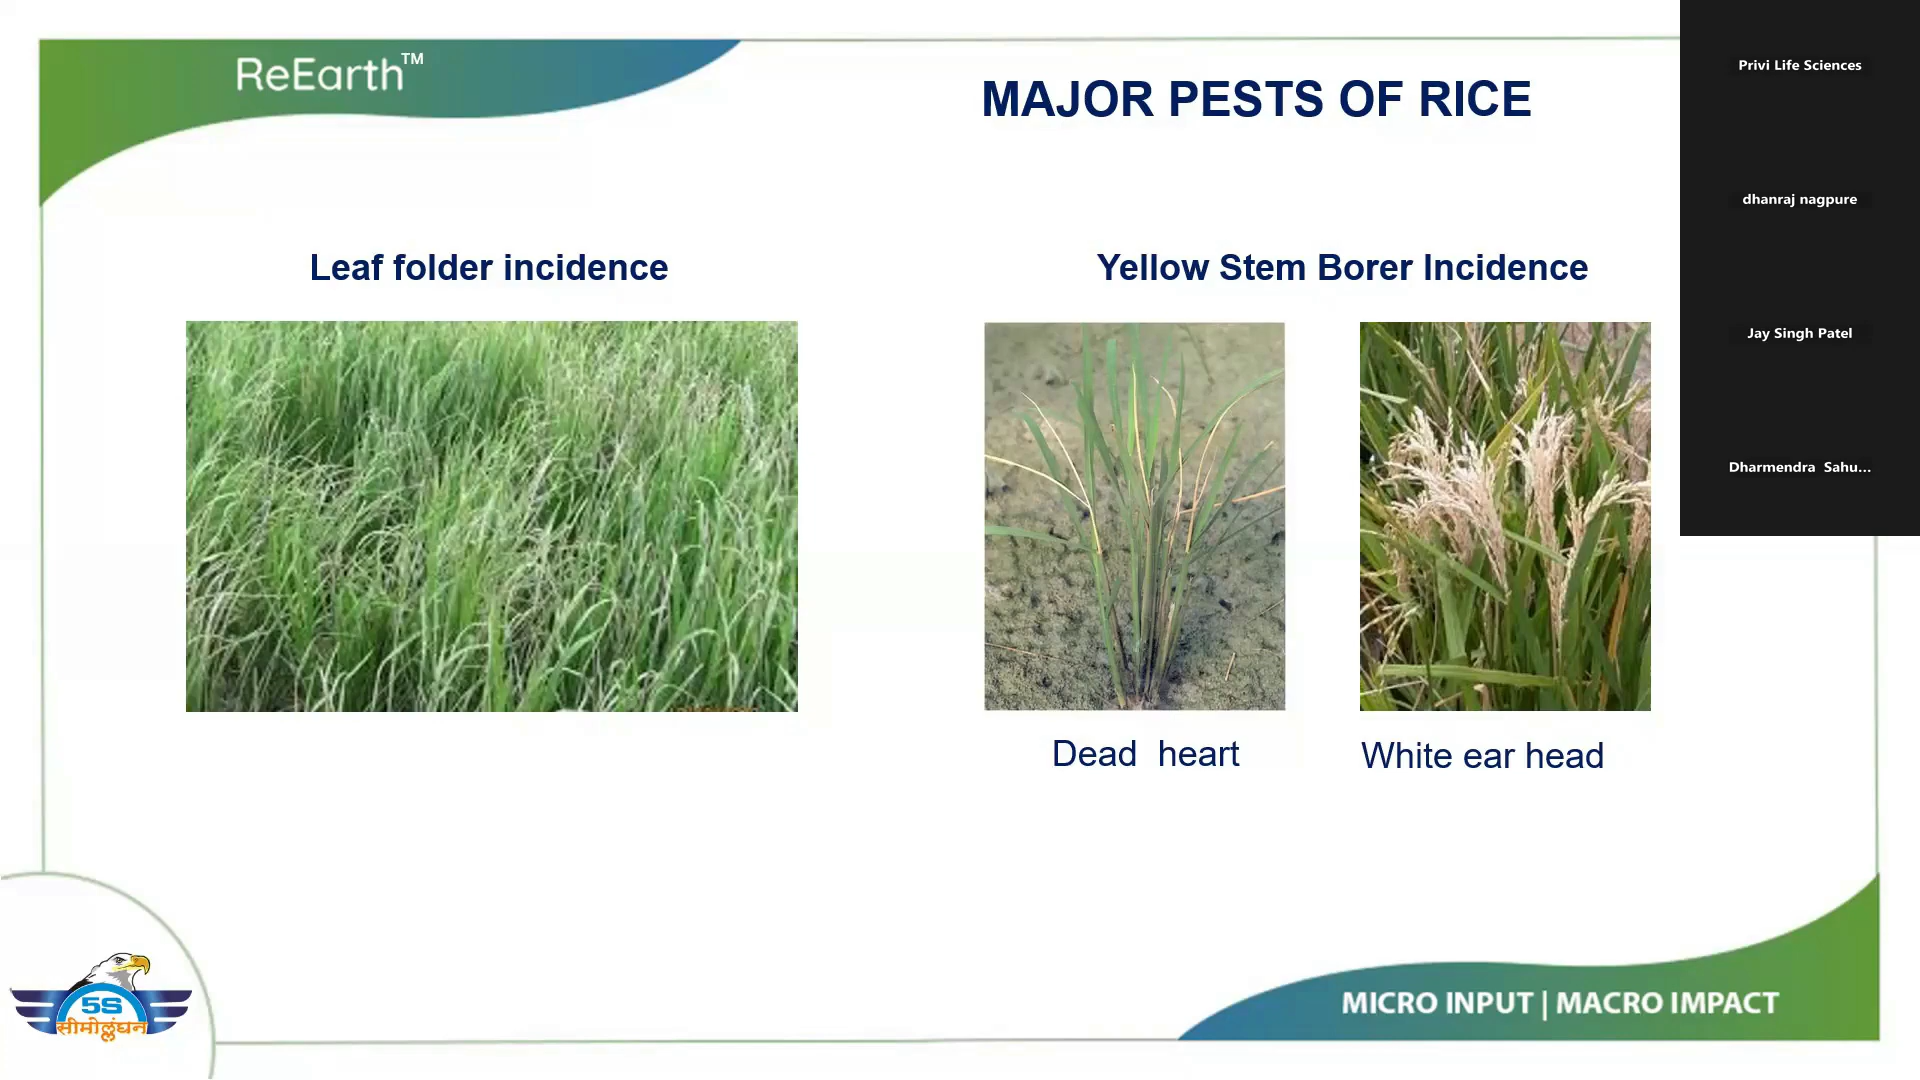 ReEarth™
MAJOR PESTS OF RICE
Leaf folder incidence
Yellow Stem Borer Incidence
Dead heart
White ear head
MICRO INPUT | MACRO IMPACT
5S
सीमोल्लंघन
Privi Life Sciences
dhanraj nagpure
Jay Singh Patel
Dharmendra Sahu...